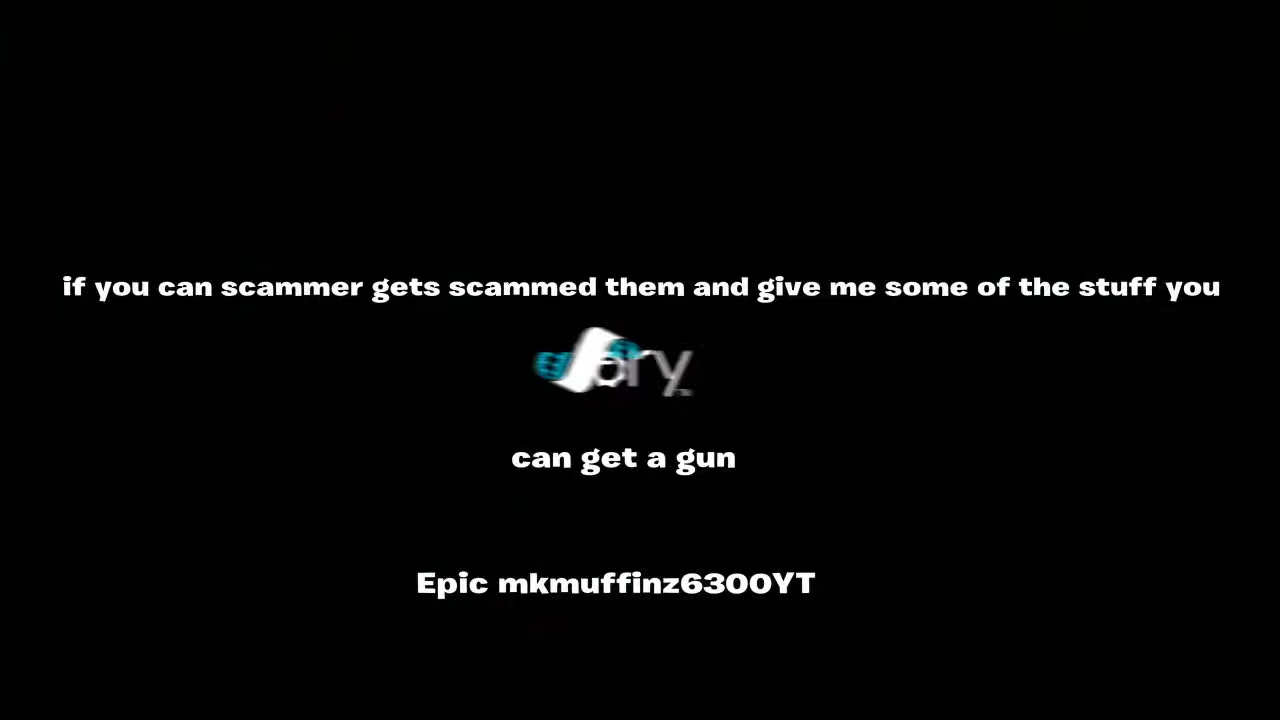 if you can scammer gets scammed them and give me some of the stuff you
can get a gun
Epic mkmuffinz6300YT